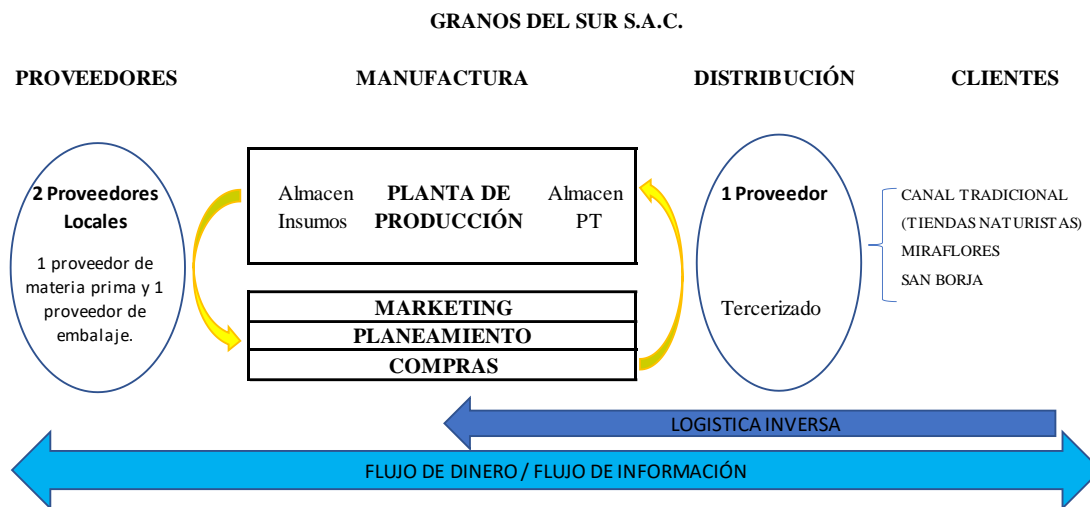 GRANOS DEL SUR S.A.C.
PROVEEDORES
MANUFACTURA
DISTRIBUCIÓN
CLIENTES
2 Proveedores
Locales
1 proveedor de
materia prima y 1
proveedor de
embalaje.
Almacen
Insumos
PLANTA DE
PRODUCCIÓN
Almacen
PT
MARKETING
PLANEAMIENTO
COMPRAS
1 Proveedor
Tercerizado
CANAL TRADICIONAL
(TIENDAS NATURISTAS)
MIRAFLORES
SAN BORJA
LOGISTICA INVERSA
FLUJO DE DINERO / FLUJO DE INFORMACIÓN